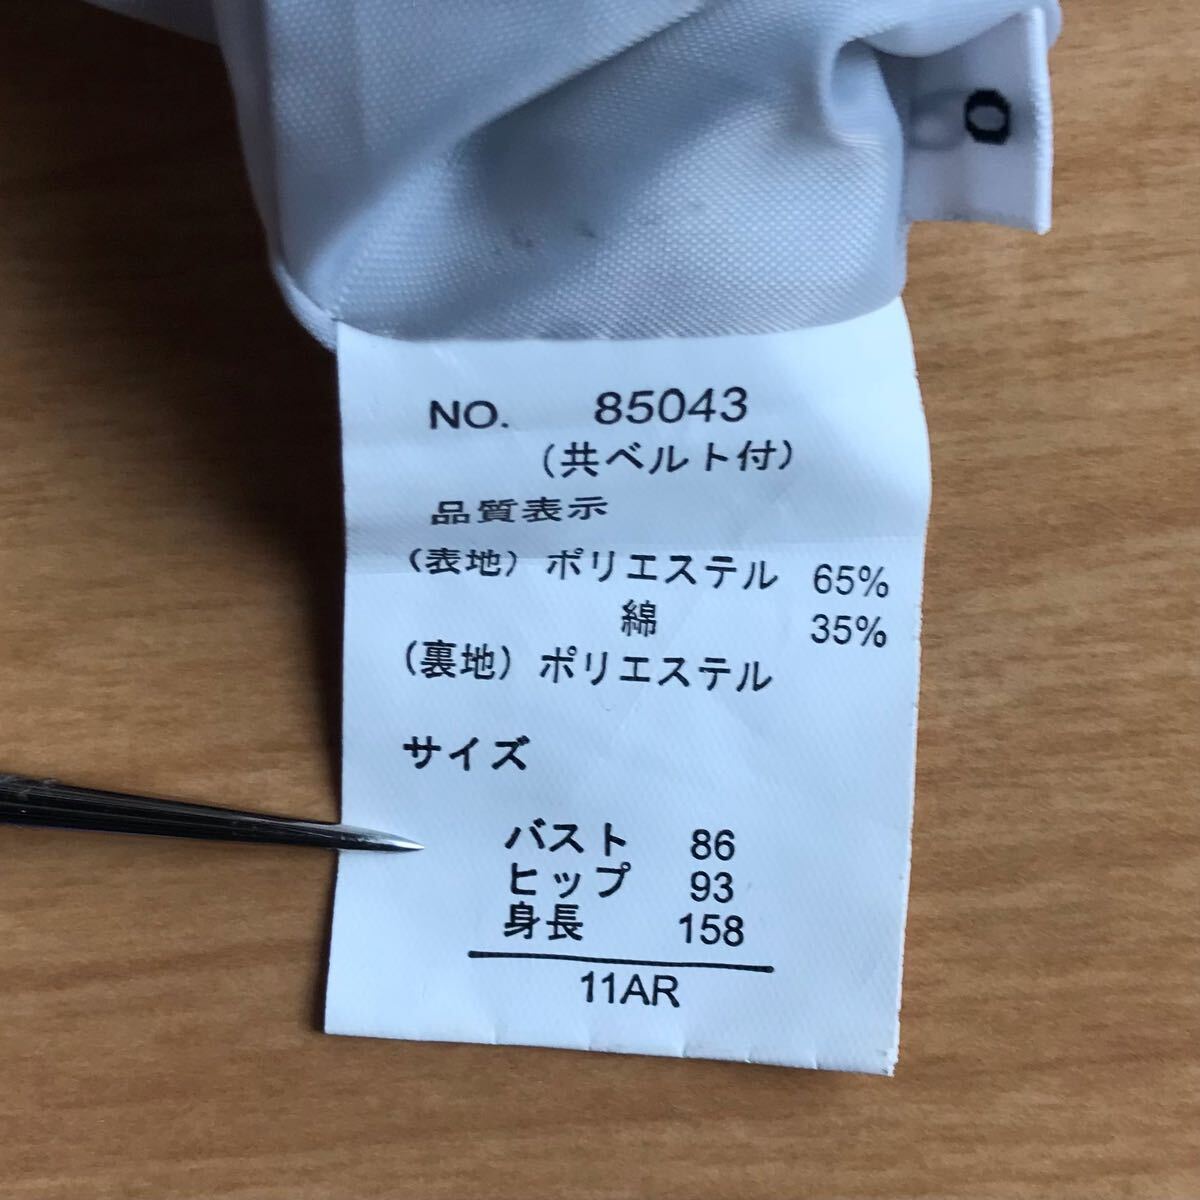 0
NO. 85043
(共ベルト付)
品質表示
(表地) ポリエステル 65%
綿 35%
(裏地) ポリエステル
サイズ
バスト 86
ヒップ 93
身長 158
11AR